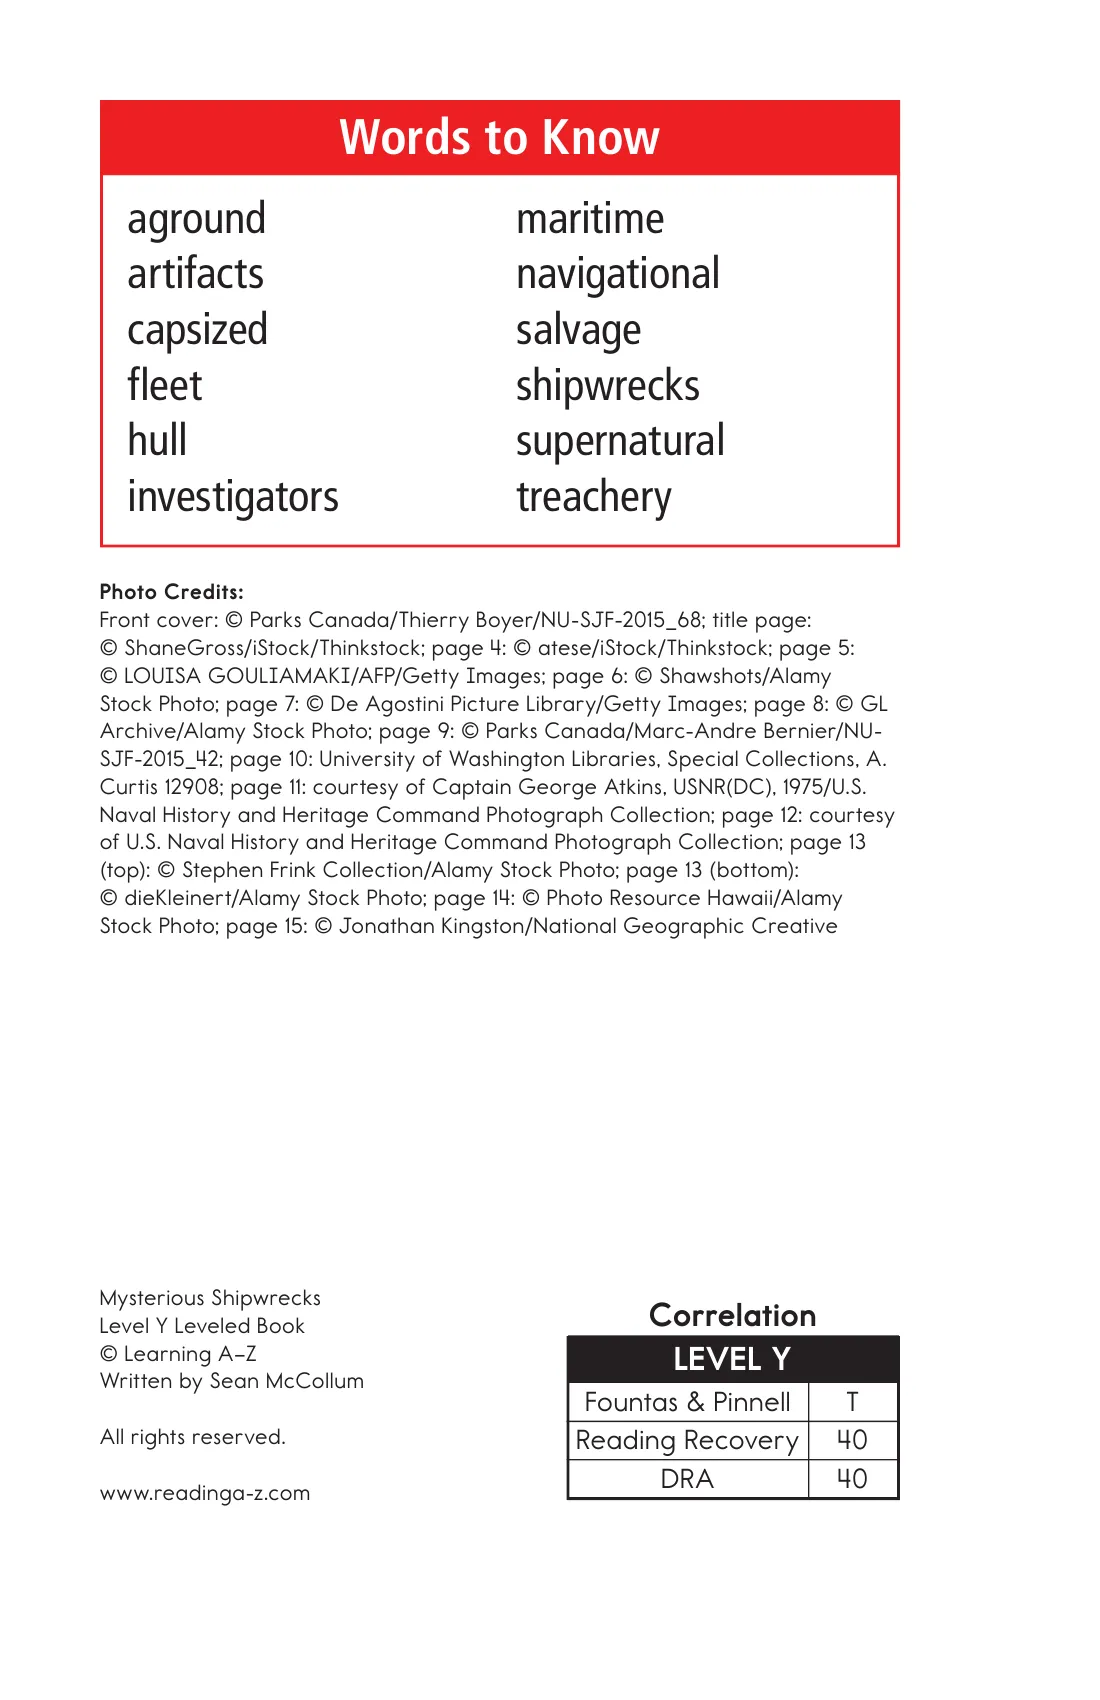 Words to Know
aground
artifacts
capsized
fleet
hull
investigators
maritime
navigational
salvage
shipwrecks
supernatural
treachery
Photo Credits:
Front cover: © Parks Canada/Thierry Boyer/NU-SJF-2015_68; title page:
© ShaneGross/iStock/Thinkstock; page 4: © atese/iStock/Thinkstock; page 5:
© LOUISA GOULIAMAKI/AFP/Getty Images; page 6: © Shawshots/Alamy
Stock Photo; page 7: © De Agostini Picture Library/Getty Images; page 8: © GL
Archive/Alamy Stock Photo; page 9: © Parks Canada/Marc-Andre Bernier/NU-
SJF-2015_42; page 10: University of Washington Libraries, Special Collections, A.
Curtis 12908; page 11: courtesy of Captain George Atkins, USNR(DC), 1975/U.S.
Naval History and Heritage Command Photograph Collection; page 12: courtesy
of U.S. Naval History and Heritage Command Photograph Collection; page 13
(top): © Stephen Frink Collection/Alamy Stock Photo; page 13 (bottom):
© dieKleinert/Alamy Stock Photo; page 14: © Photo Resource Hawaii/Alamy
Stock Photo; page 15: © Jonathan Kingston/National Geographic Creative
Mysterious Shipwrecks
Level Y Leveled Book
© Learning A–Z
Written by Sean McCollum
All rights reserved.
www.readinga-z.com
Correlation
LEVEL Y
Fountas & Pinnell T
Reading Recovery 40
DRA 40